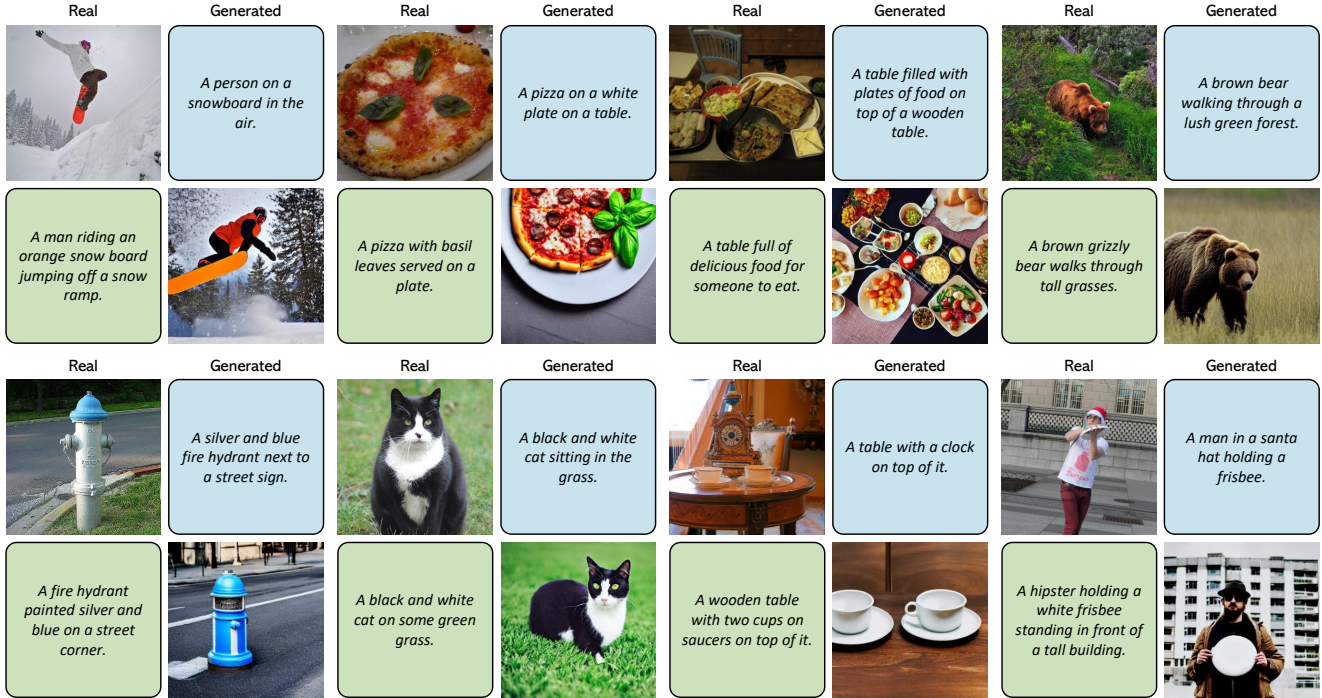 Real Generated Real Generated Real Generated Real Generated
A person on a
snowboard in the
air.
A pizza on a white
plate on a table.
A table filled with
plates of food on
top of a wooden
table.
A brown bear
walking through a
lush green forest.
A man riding an
orange snow board
jumping off a snow
ramp.
A pizza with basil
leaves served on a
plate.
A table full of
delicious food for
someone to eat.
A brown grizzly
bear walks through
tall grasses.
Real Generated Real Generated Real Generated Real Generated
A silver and blue
fire hydrant next to
a street sign.
A black and white
cat sitting in the
grass.
A table with a clock
on top of it.
A man in a santa
hat holding a
frisbee.
A fire hydrant
painted silver and
blue on a street
corner.
A black and white
cat on some green
grass.
A wooden table
with two cups on
saucers on top of it.
A hipster holding a
white frisbee
standing in front of
a tall building.